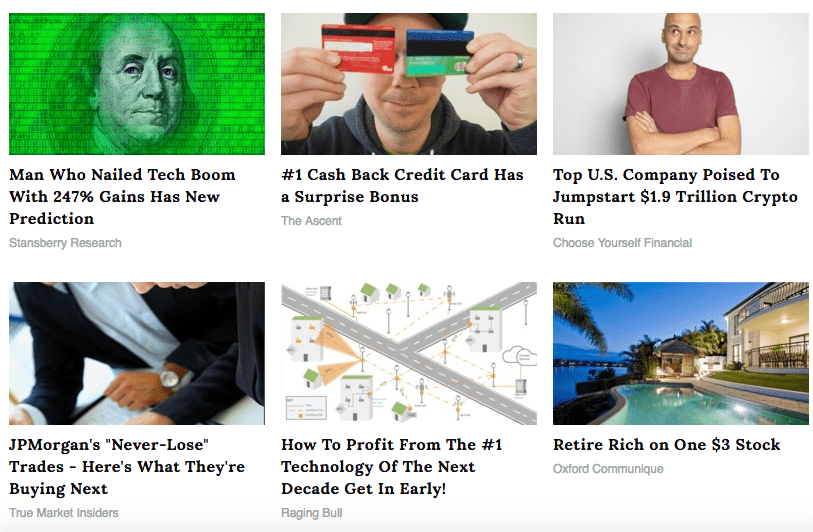 Man Who Nailed Tech Boom
With 247% Gains Has New
Prediction
Stansberry Research
#1 Cash Back Credit Card Has
a Surprise Bonus
The Ascent
Top U.S. Company Poised To
Jumpstart $1.9 Trillion Crypto
Run
Choose Yourself Financial
JPMorgan's "Never-Lose"
Trades - Here's What They're
Buying Next
True Market Insiders
How To Profit From The #1
Technology Of The Next
Decade Get In Early!
Raging Bull
Retire Rich on One $3 Stock
Oxford Communique